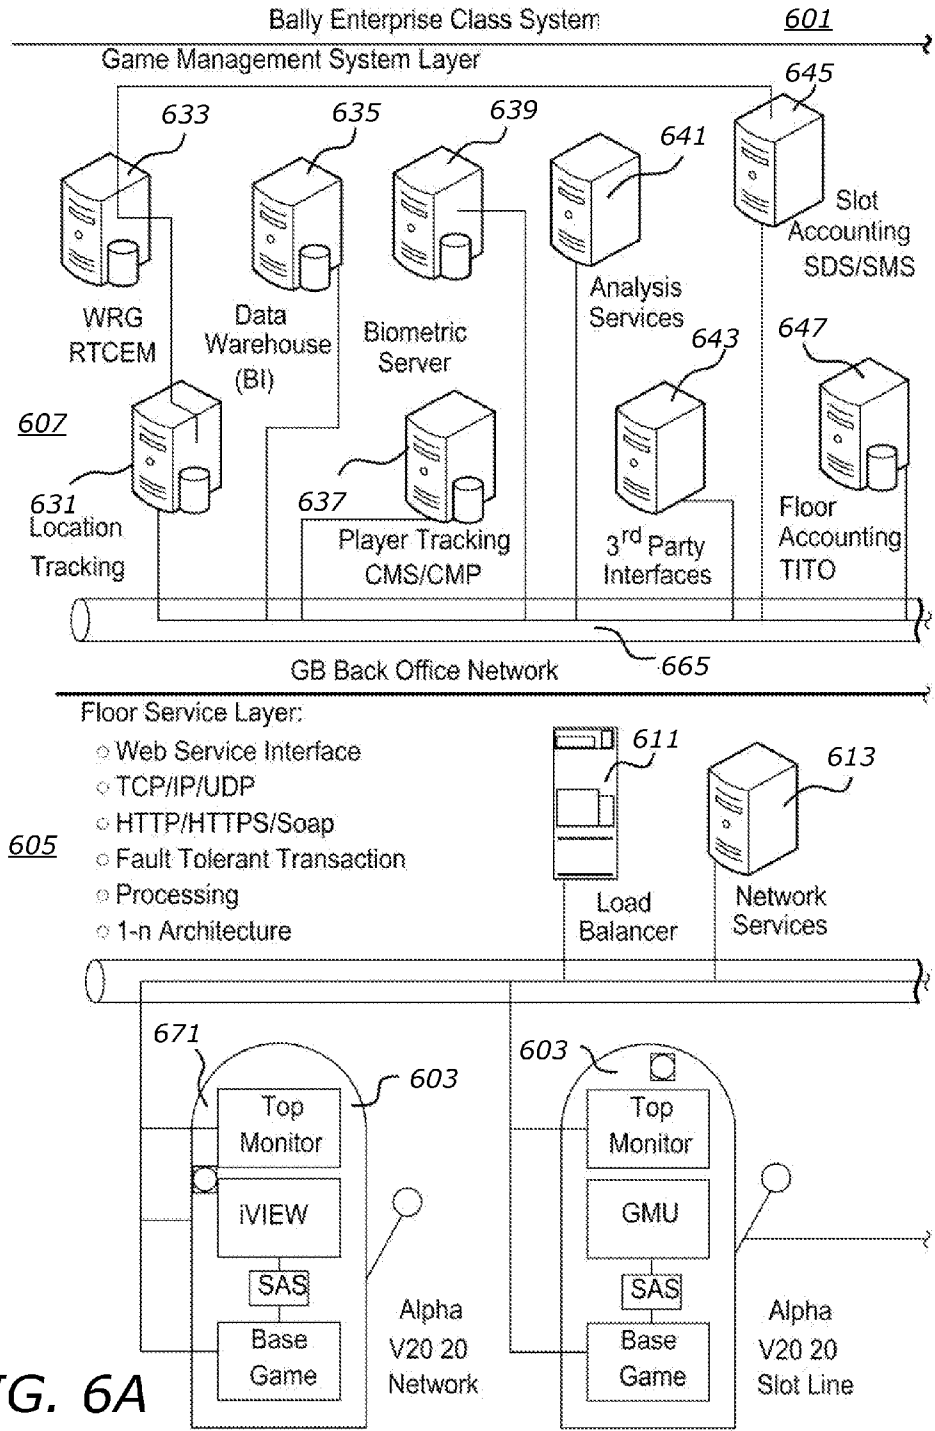 Bally Enterprise Class System
601
Game Management System Layer
645
633
635
639
641
Slot
Accounting
SDS/SMS
WRG
RTCEM
Data
Warehouse
(BI)
Biometric
Server
Analysis
Services
643
647
607
631
637
Location
Tracking
Player Tracking
CMS/CMP
3rd Party
Interfaces
Floor
Accounting
TITO
665
GB Back Office Network
Floor Service Layer:
○ Web Service Interface
○ TCP/IP/UDP
○ HTTP/HTTPS/Soap
○ Fault Tolerant Transaction
○ Processing
○ 1-n Architecture
605
611
613
Load
Balancer
Network
Services
671
603
Top
Monitor
iVIEW
SAS
Base
Game
Alpha
V20 20
Network
603
Top
Monitor
GMU
SAS
Base
Game
Alpha
V20 20
Slot Line
G. 6A